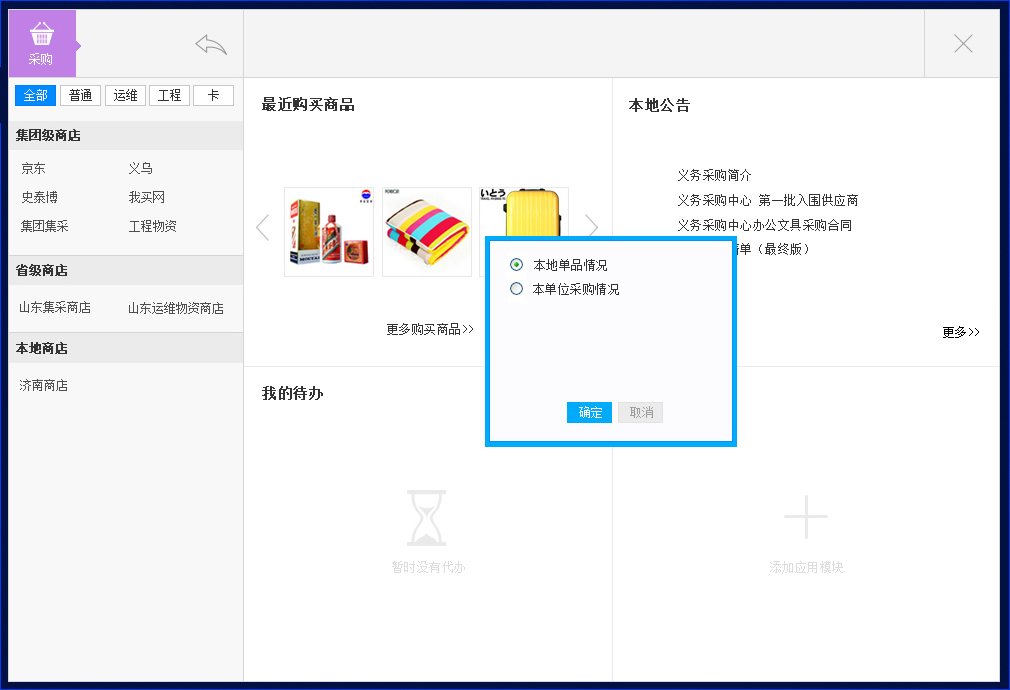 采购
全部 普通 运维 工程 卡
集团级商店
京东 义乌
史泰博 我买网
集团集采 工程物资
省级商店
山东集采商店 山东运维物资商店
本地商店
济南商店
最近购买商品
いとう
更多购买商品>>
本地公告
义务采购简介
义务采购中心 第一批入围供应商
义务采购中心办公文具采购合同
单（最终版）
更多>>
本地单品情况
本单位采购情况
确定 取消
我的待办
暂时没有代办
添加应用模块